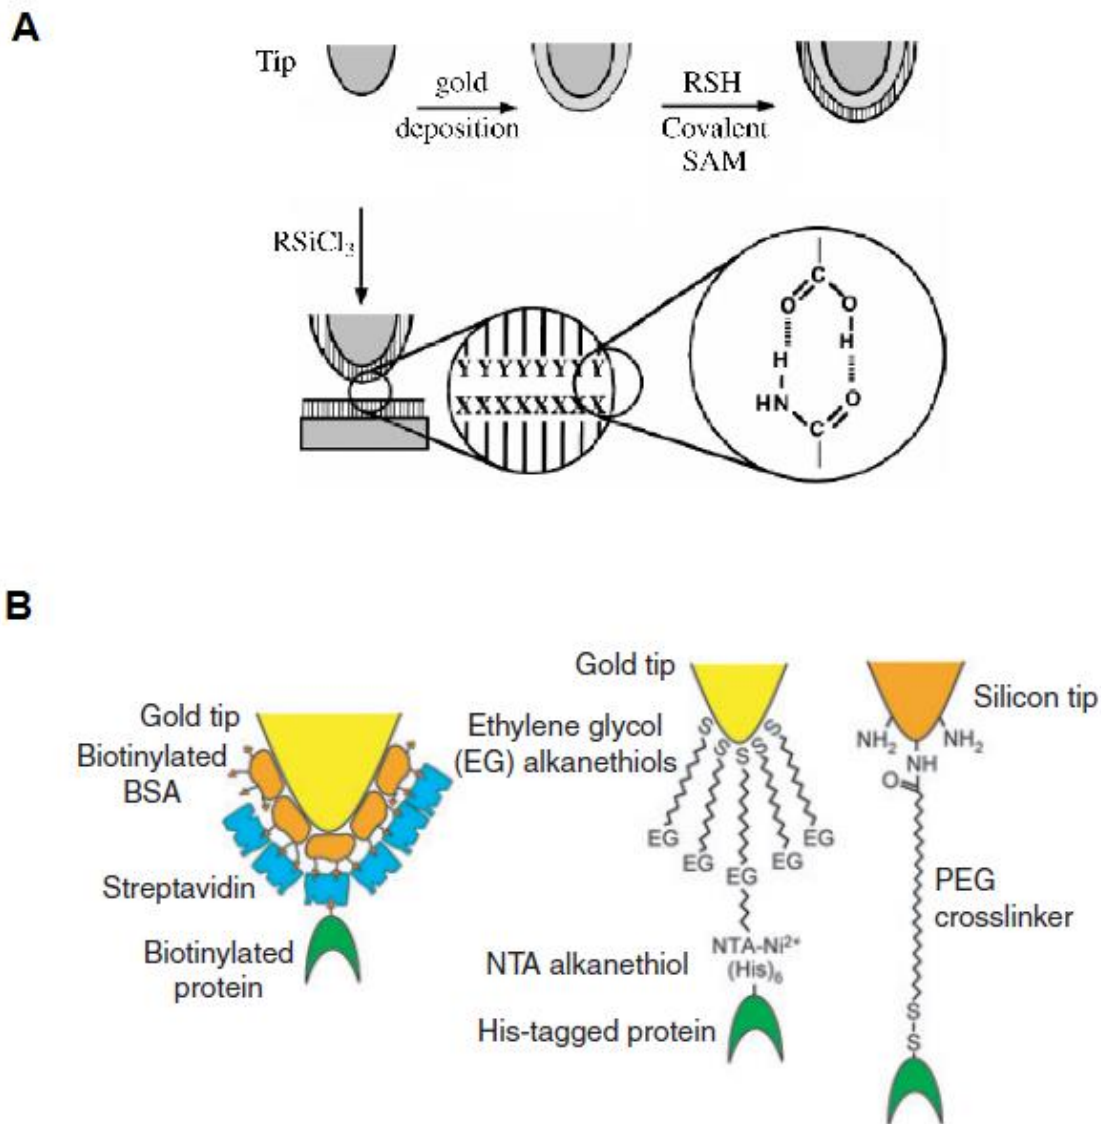 A
Tip
gold
deposition
RSH
Covalent
SAM
RSiCl₃
Y Y Y Y Y Y Y Y
X X X X X X X X
C
O
O
H
H
HN
O
C
B
Gold tip
Biotinylated
BSA
Streptavidin
Biotinylated
protein
Gold tip
Ethylene glycol
(EG) alkanethiols
S
S
S
S
S
EG
EG
EG
EG
EG
NTA alkanethiol
NTA-Ni²⁺
(His)₆
His-tagged protein
Silicon tip
NH₂
NH₂
NH
O
PEG
crosslinker
S
S